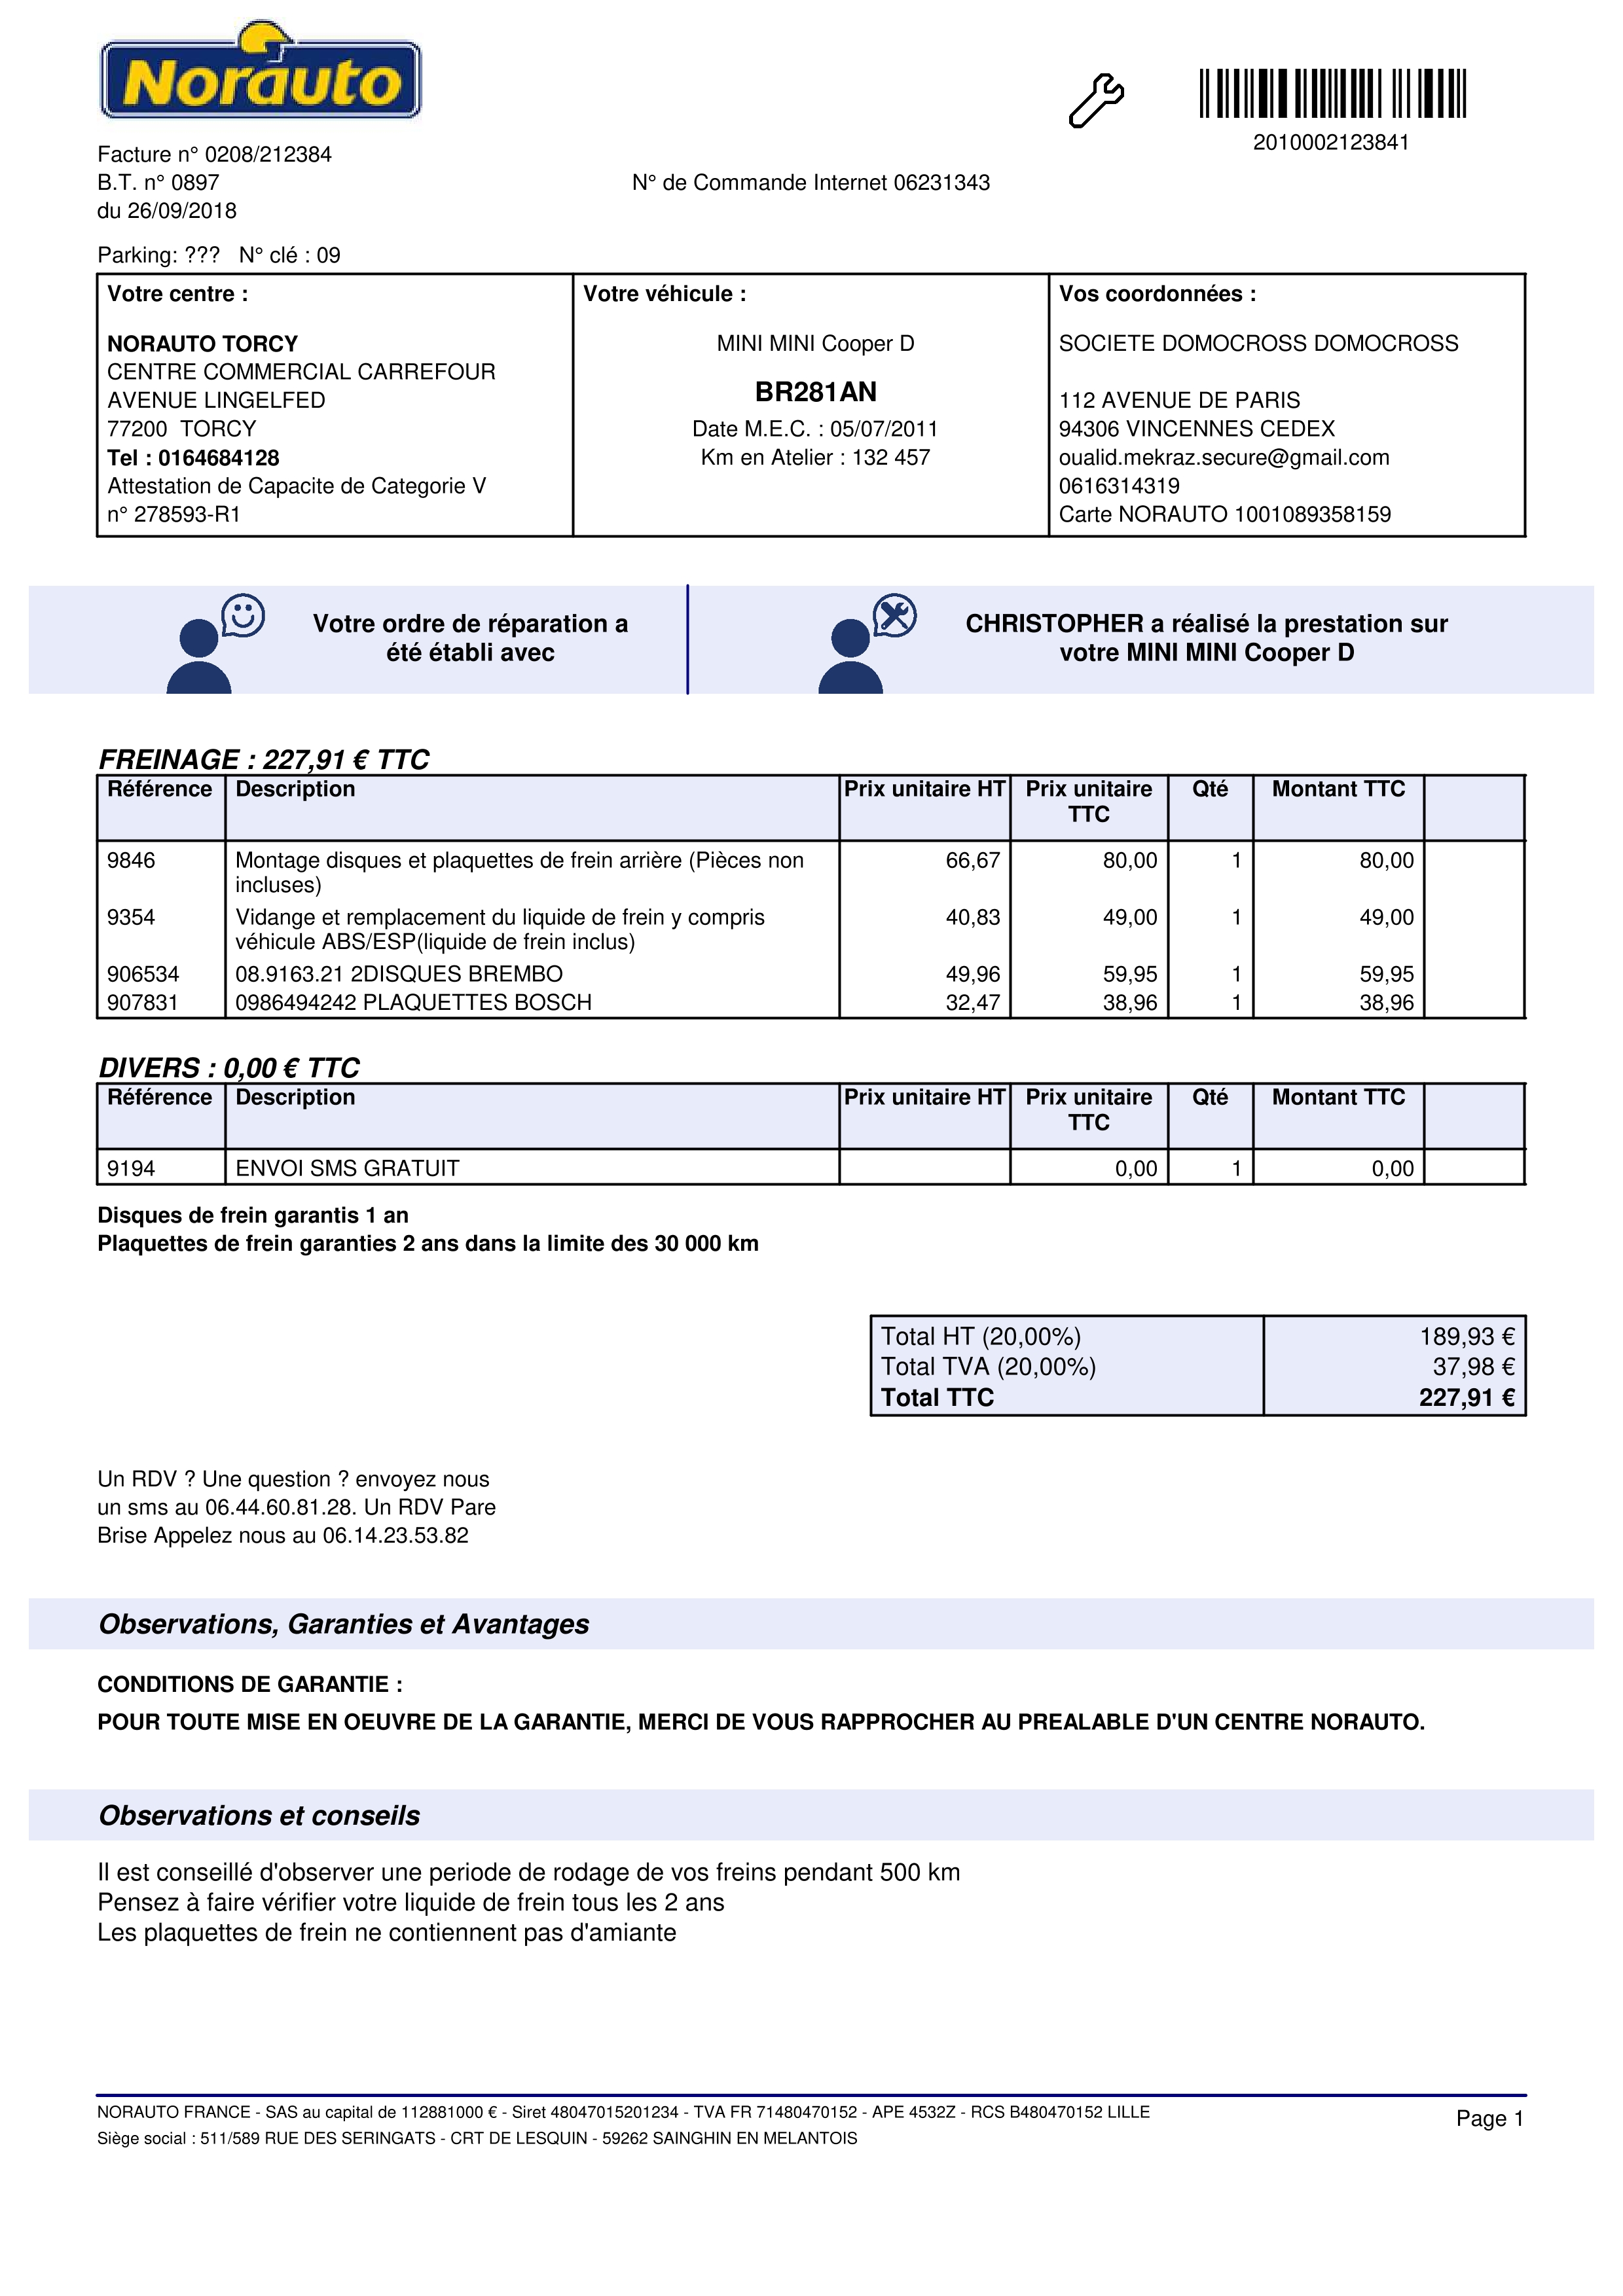 Norauto
2010002123841
Facture n° 0208/212384
B.T. n° 0897
N° de Commande Internet 06231343
du 26/09/2018
Parking: ??? N° clé : 09
Votre centre :
NORAUTO TORCY
CENTRE COMMERCIAL CARREFOUR
AVENUE LINGELFED
77200 TORCY
Tel : 0164684128
Attestation de Capacite de Categorie V
n° 278593-R1
Votre véhicule :
MINI MINI Cooper D
BR281AN
Date M.E.C. : 05/07/2011
Km en Atelier : 132 457
Vos coordonnées :
SOCIETE DOMOCROSS DOMOCROSS
112 AVENUE DE PARIS
94306 VINCENNES CEDEX
oualid.mekraz.secure@gmail.com
0616314319
Carte NORAUTO 1001089358159
Votre ordre de réparation a
été établi avec
CHRISTOPHER a réalisé la prestation sur
votre MINI MINI Cooper D
FREINAGE : 227,91 € TTC
Référence Description Prix unitaire HT Prix unitaire TTC Qté Montant TTC
9846 Montage disques et plaquettes de frein arrière (Pièces non 66,67 80,00 1 80,00
incluses)
9354 Vidange et remplacement du liquide de frein y compris 40,83 49,00 1 49,00
véhicule ABS/ESP(liquide de frein inclus)
906534 08.9163.21 2DISQUES BREMBO 49,96 59,95 1 59,95
907831 0986494242 PLAQUETTES BOSCH 32,47 38,96 1 38,96
DIVERS : 0,00 € TTC
Référence Description Prix unitaire HT Prix unitaire TTC Qté Montant TTC
9194 ENVOI SMS GRATUIT 0,00 1 0,00
Disques de frein garantis 1 an
Plaquettes de frein garanties 2 ans dans la limite des 30 000 km
Total HT (20,00%) 189,93 €
Total TVA (20,00%) 37,98 €
Total TTC 227,91 €
Un RDV ? Une question ? envoyez nous
un sms au 06.44.60.81.28. Un RDV Pare
Brise Appelez nous au 06.14.23.53.82
Observations, Garanties et Avantages
CONDITIONS DE GARANTIE :
POUR TOUTE MISE EN OEUVRE DE LA GARANTIE, MERCI DE VOUS RAPPROCHER AU PREALABLE D'UN CENTRE NORAUTO.
Observations et conseils
Il est conseillé d'observer une periode de rodage de vos freins pendant 500 km
Pensez à faire vérifier votre liquide de frein tous les 2 ans
Les plaquettes de frein ne contiennent pas d'amiante
NORAUTO FRANCE - SAS au capital de 112881000 € - Siret 48047015201234 - TVA FR 71480470152 - APE 4532Z - RCS B480470152 LILLE
Siège social : 511/589 RUE DES SERINGATS - CRT DE LESQUIN - 59262 SAINGHIN EN MELANTOIS
Page 1